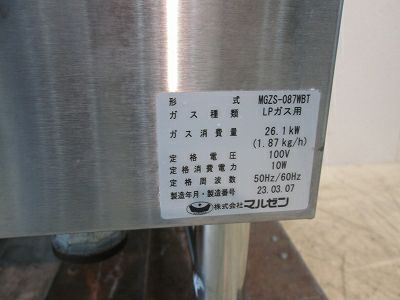 形式 MGZS-087WBT
ガス種類 LPガス用
ガス消費量 26.1kW
(1.87kg/h)
定格電圧 100V
定格消費電力 10W
定格周波数 50Hz/60Hz
製造年月・製造番号 23.03.07
株式会社マルゼン